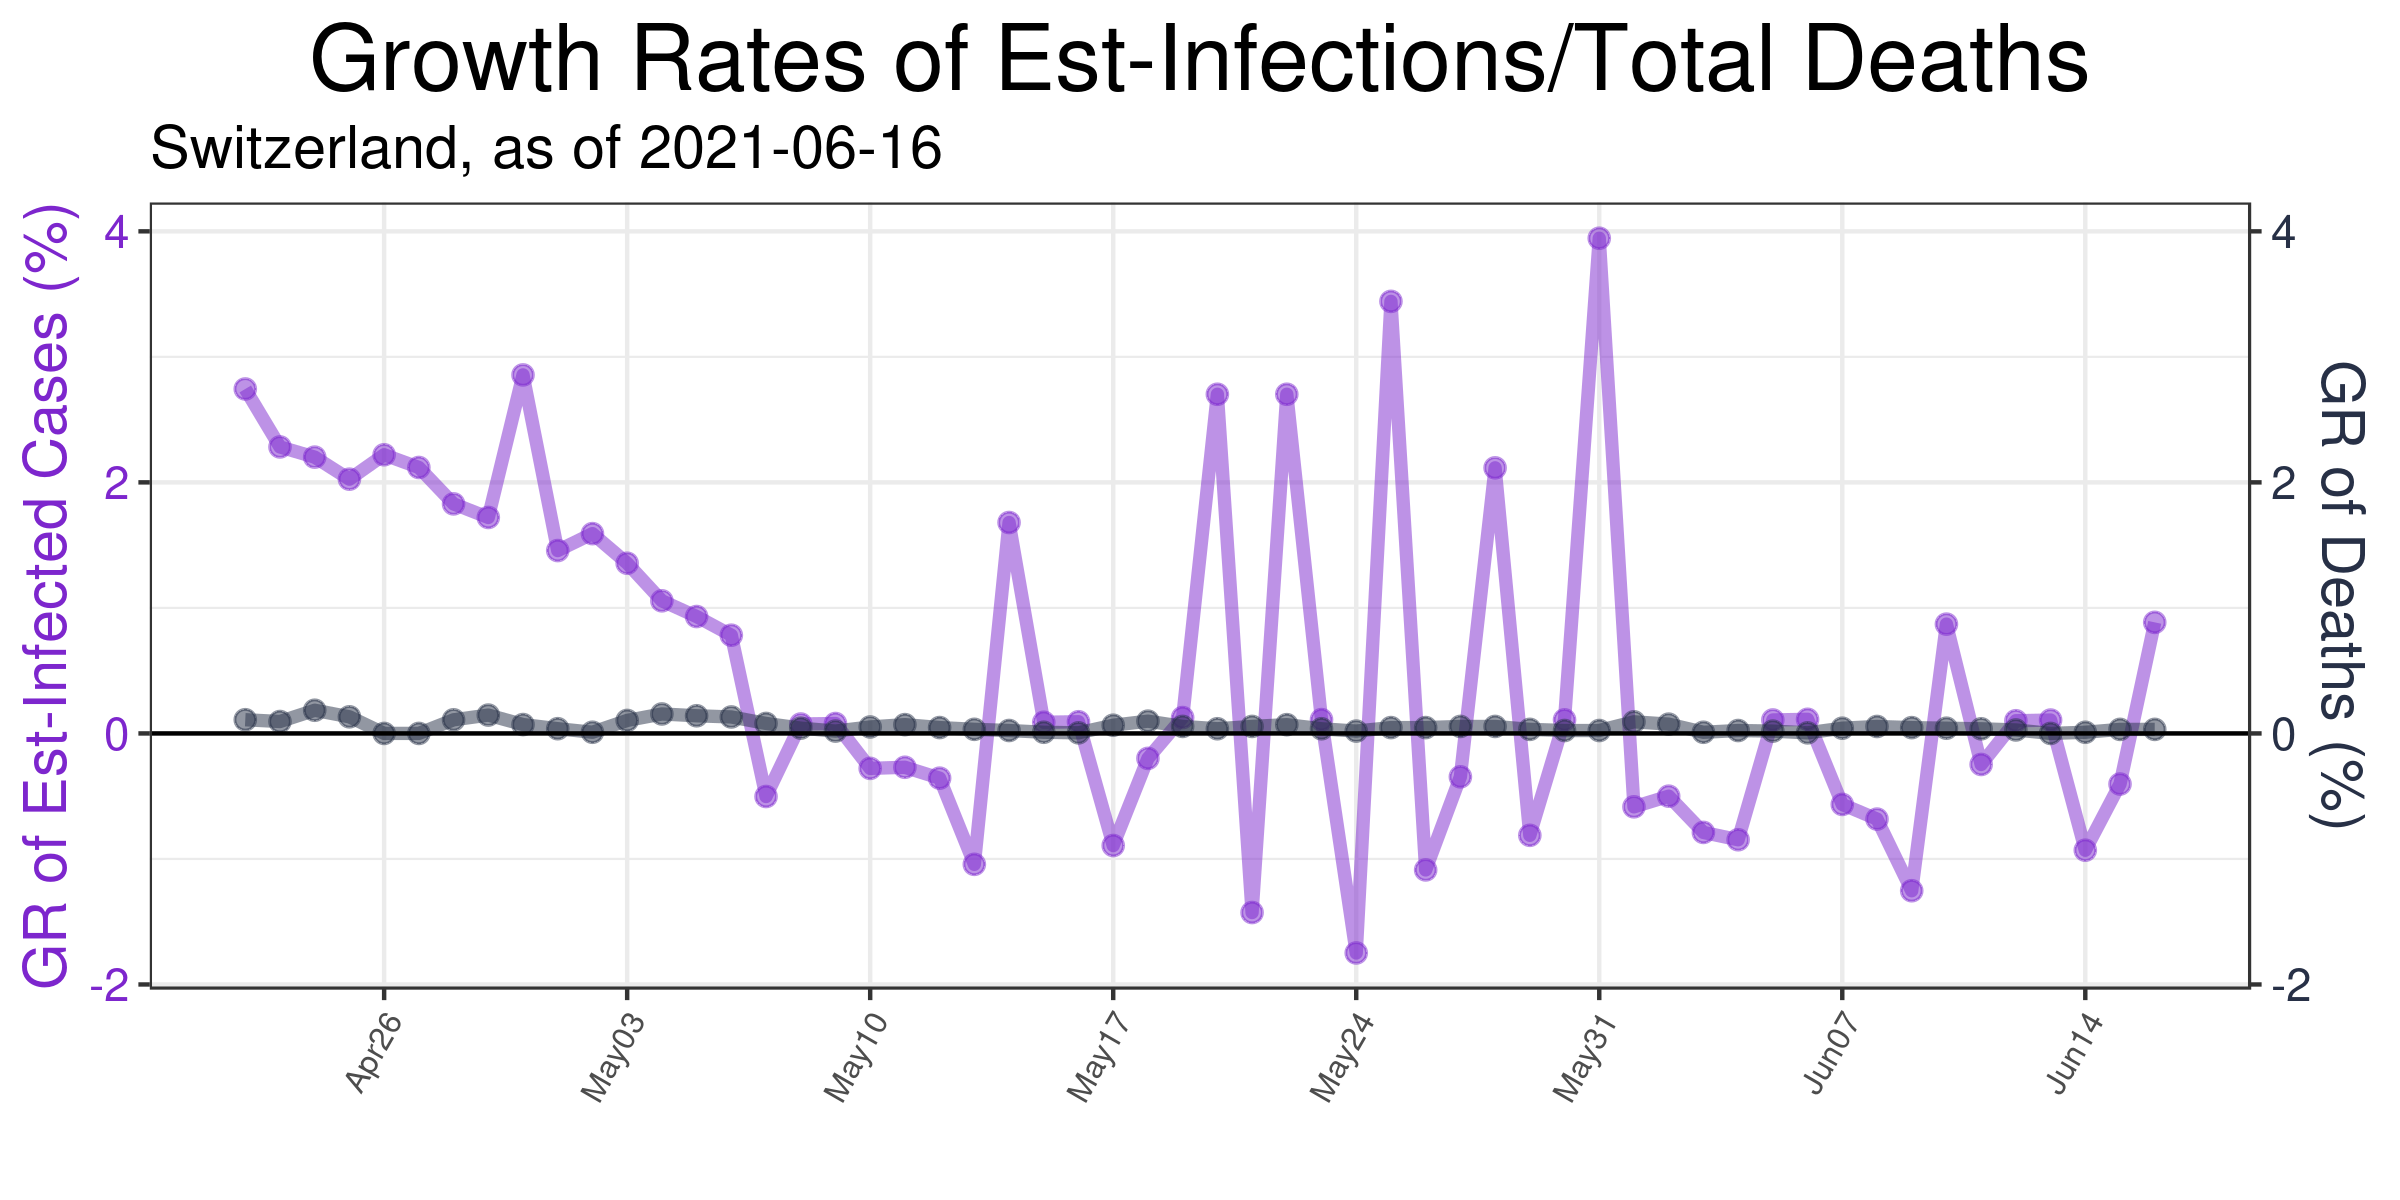 Growth Rates of Est-Infections/Total Deaths
Switzerland, as of 2021-06-16
GR of Est-Infected Cases (%)
4
2
0
-2
4
2
0
-2
GR of Deaths (%)
Apr26
May03
May10
May17
May24
May31
Jun07
Jun14